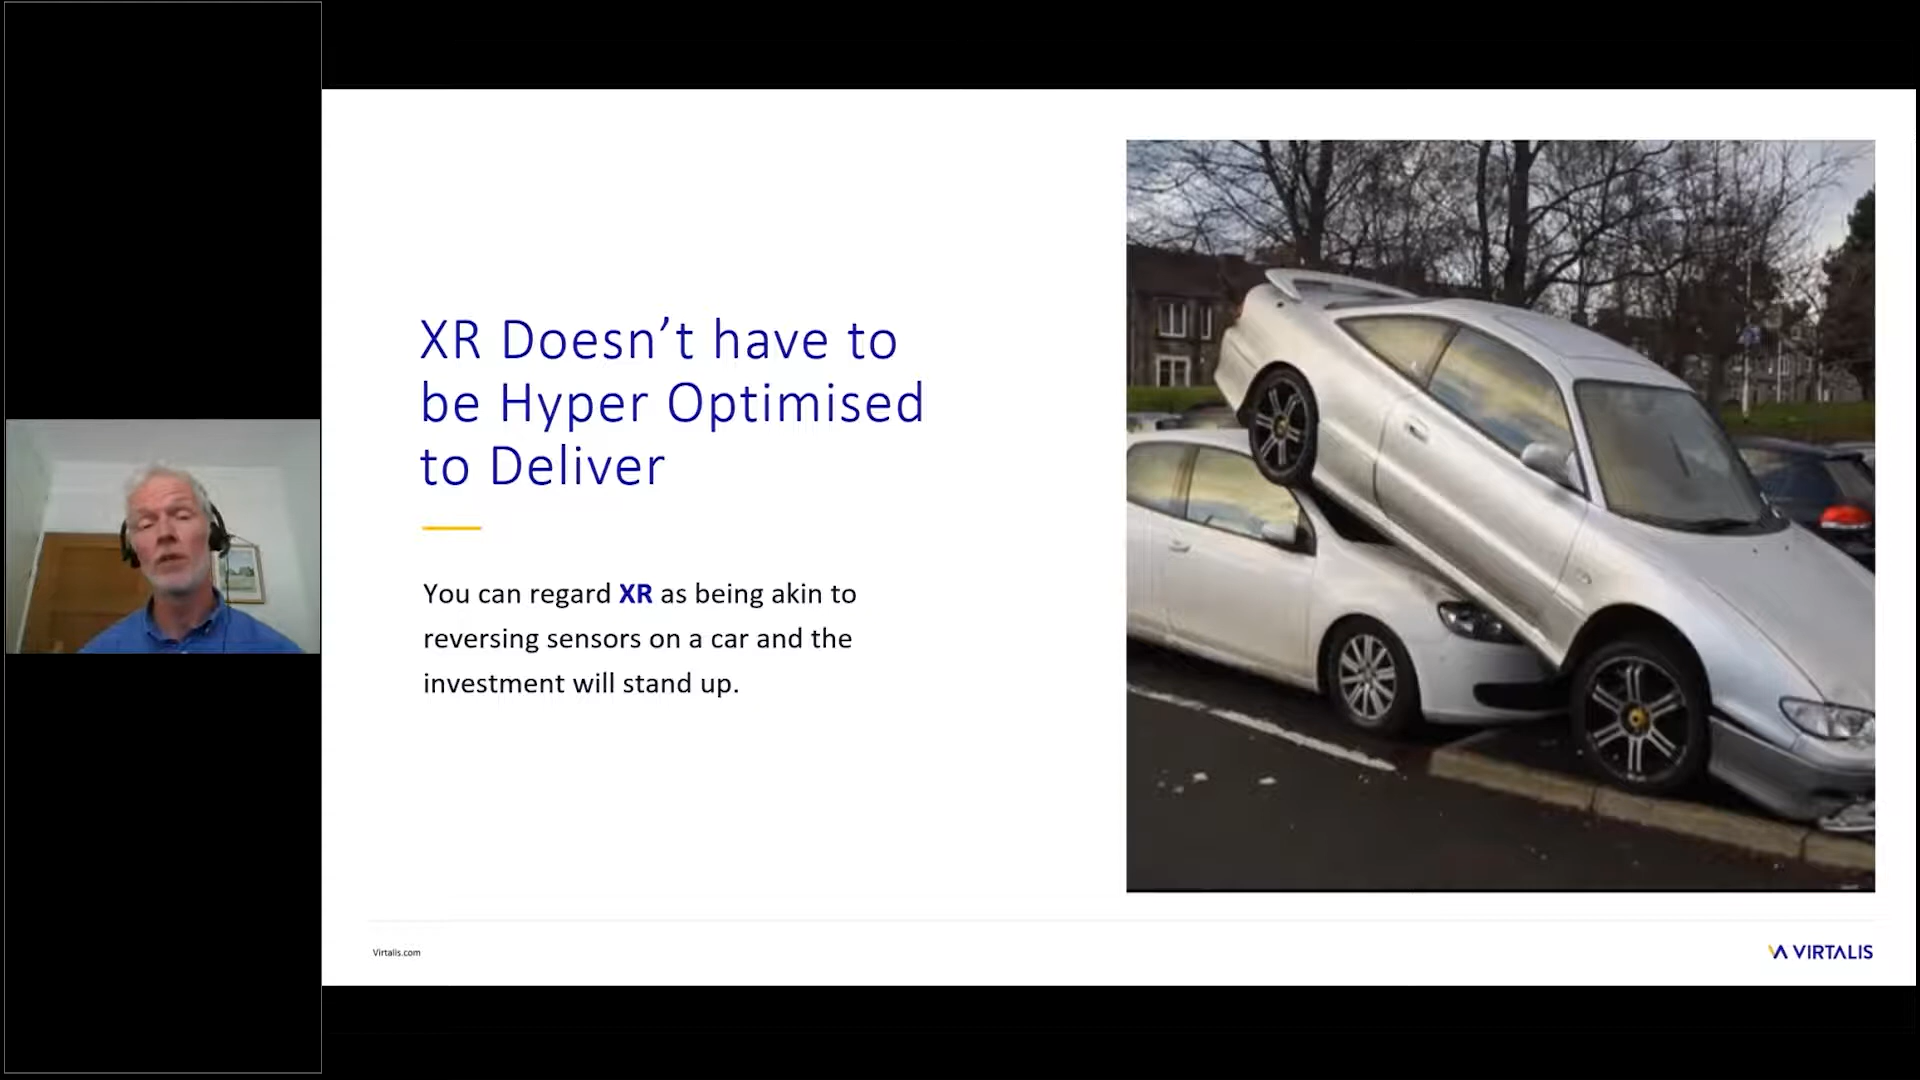 XR Doesn’t have to
be Hyper Optimised
to Deliver
You can regard XR as being akin to
reversing sensors on a car and the
investment will stand up.
Virtalis.com
VIRTALIS